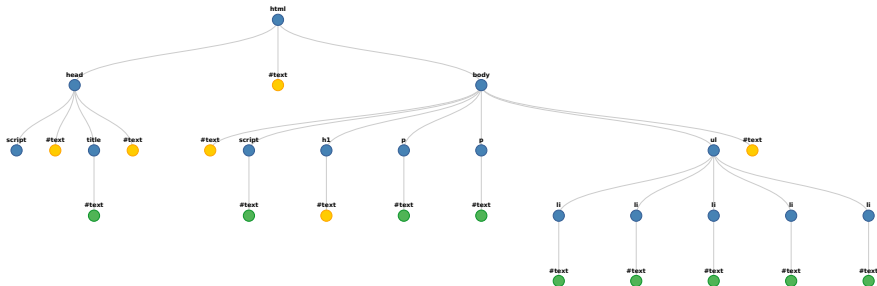 html
head #text body
script #text title #text #text script h1 p p ul #text
#text #text #text #text #text li li li li li
#text #text #text #text #text